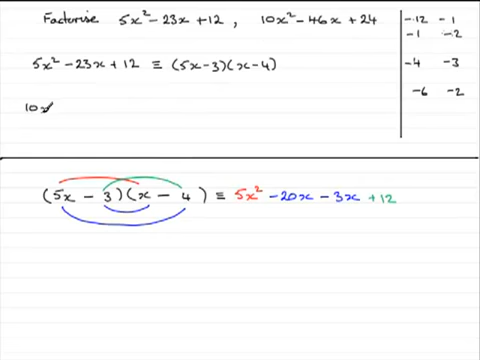 Factorise 5x² - 23x + 12 , 10x² - 46x + 24
5x² - 23x + 12 ≡ (5x - 3)(x - 4)
10x
-12 -1
-1 -2
-4 -3
-6 -2
(5x - 3)(x - 4) ≡ 5x² - 20x - 3x + 12